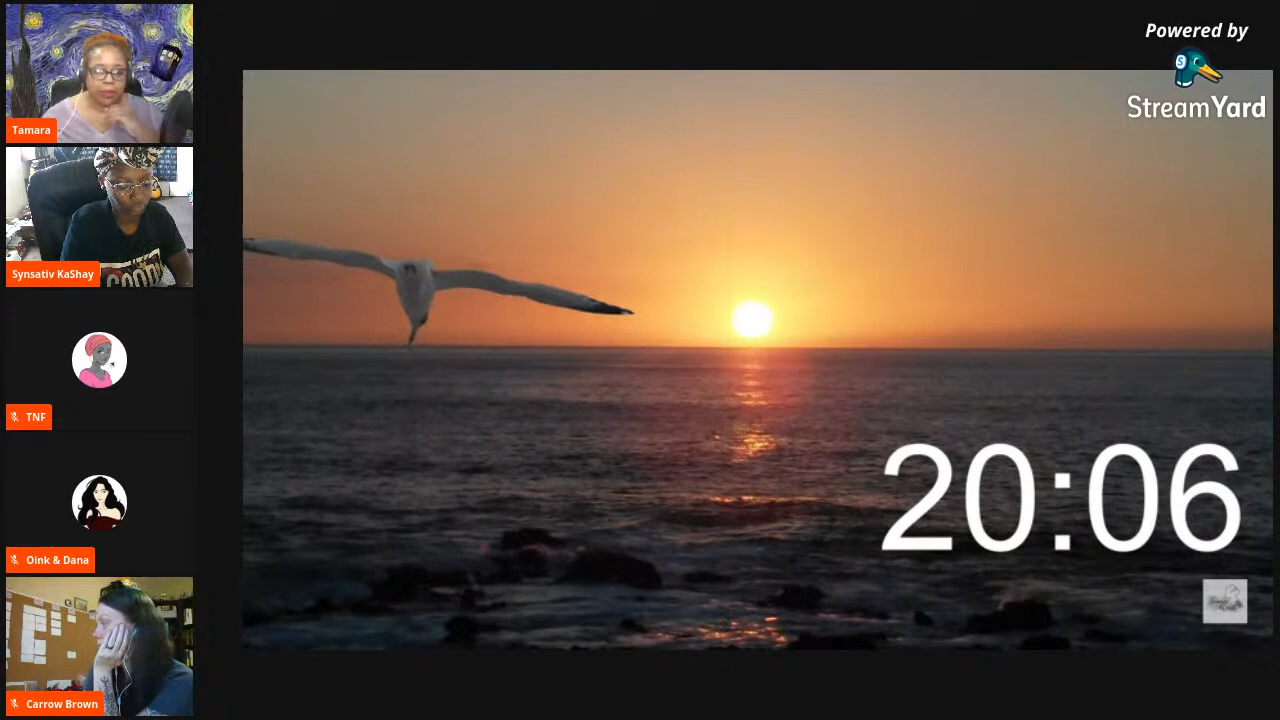 Tamara
Synsativ KaShay
TNF
Oink & Dana
Carrow Brown
Powered by
StreamYard
20:06